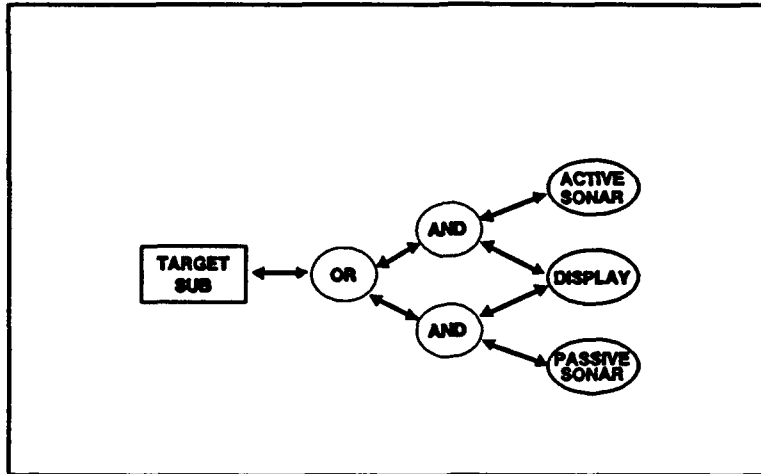 ACTIVE
SONAR
AND
TARGET
SUB
OR
DISPLAY
AND
PASSIVE
SONAR